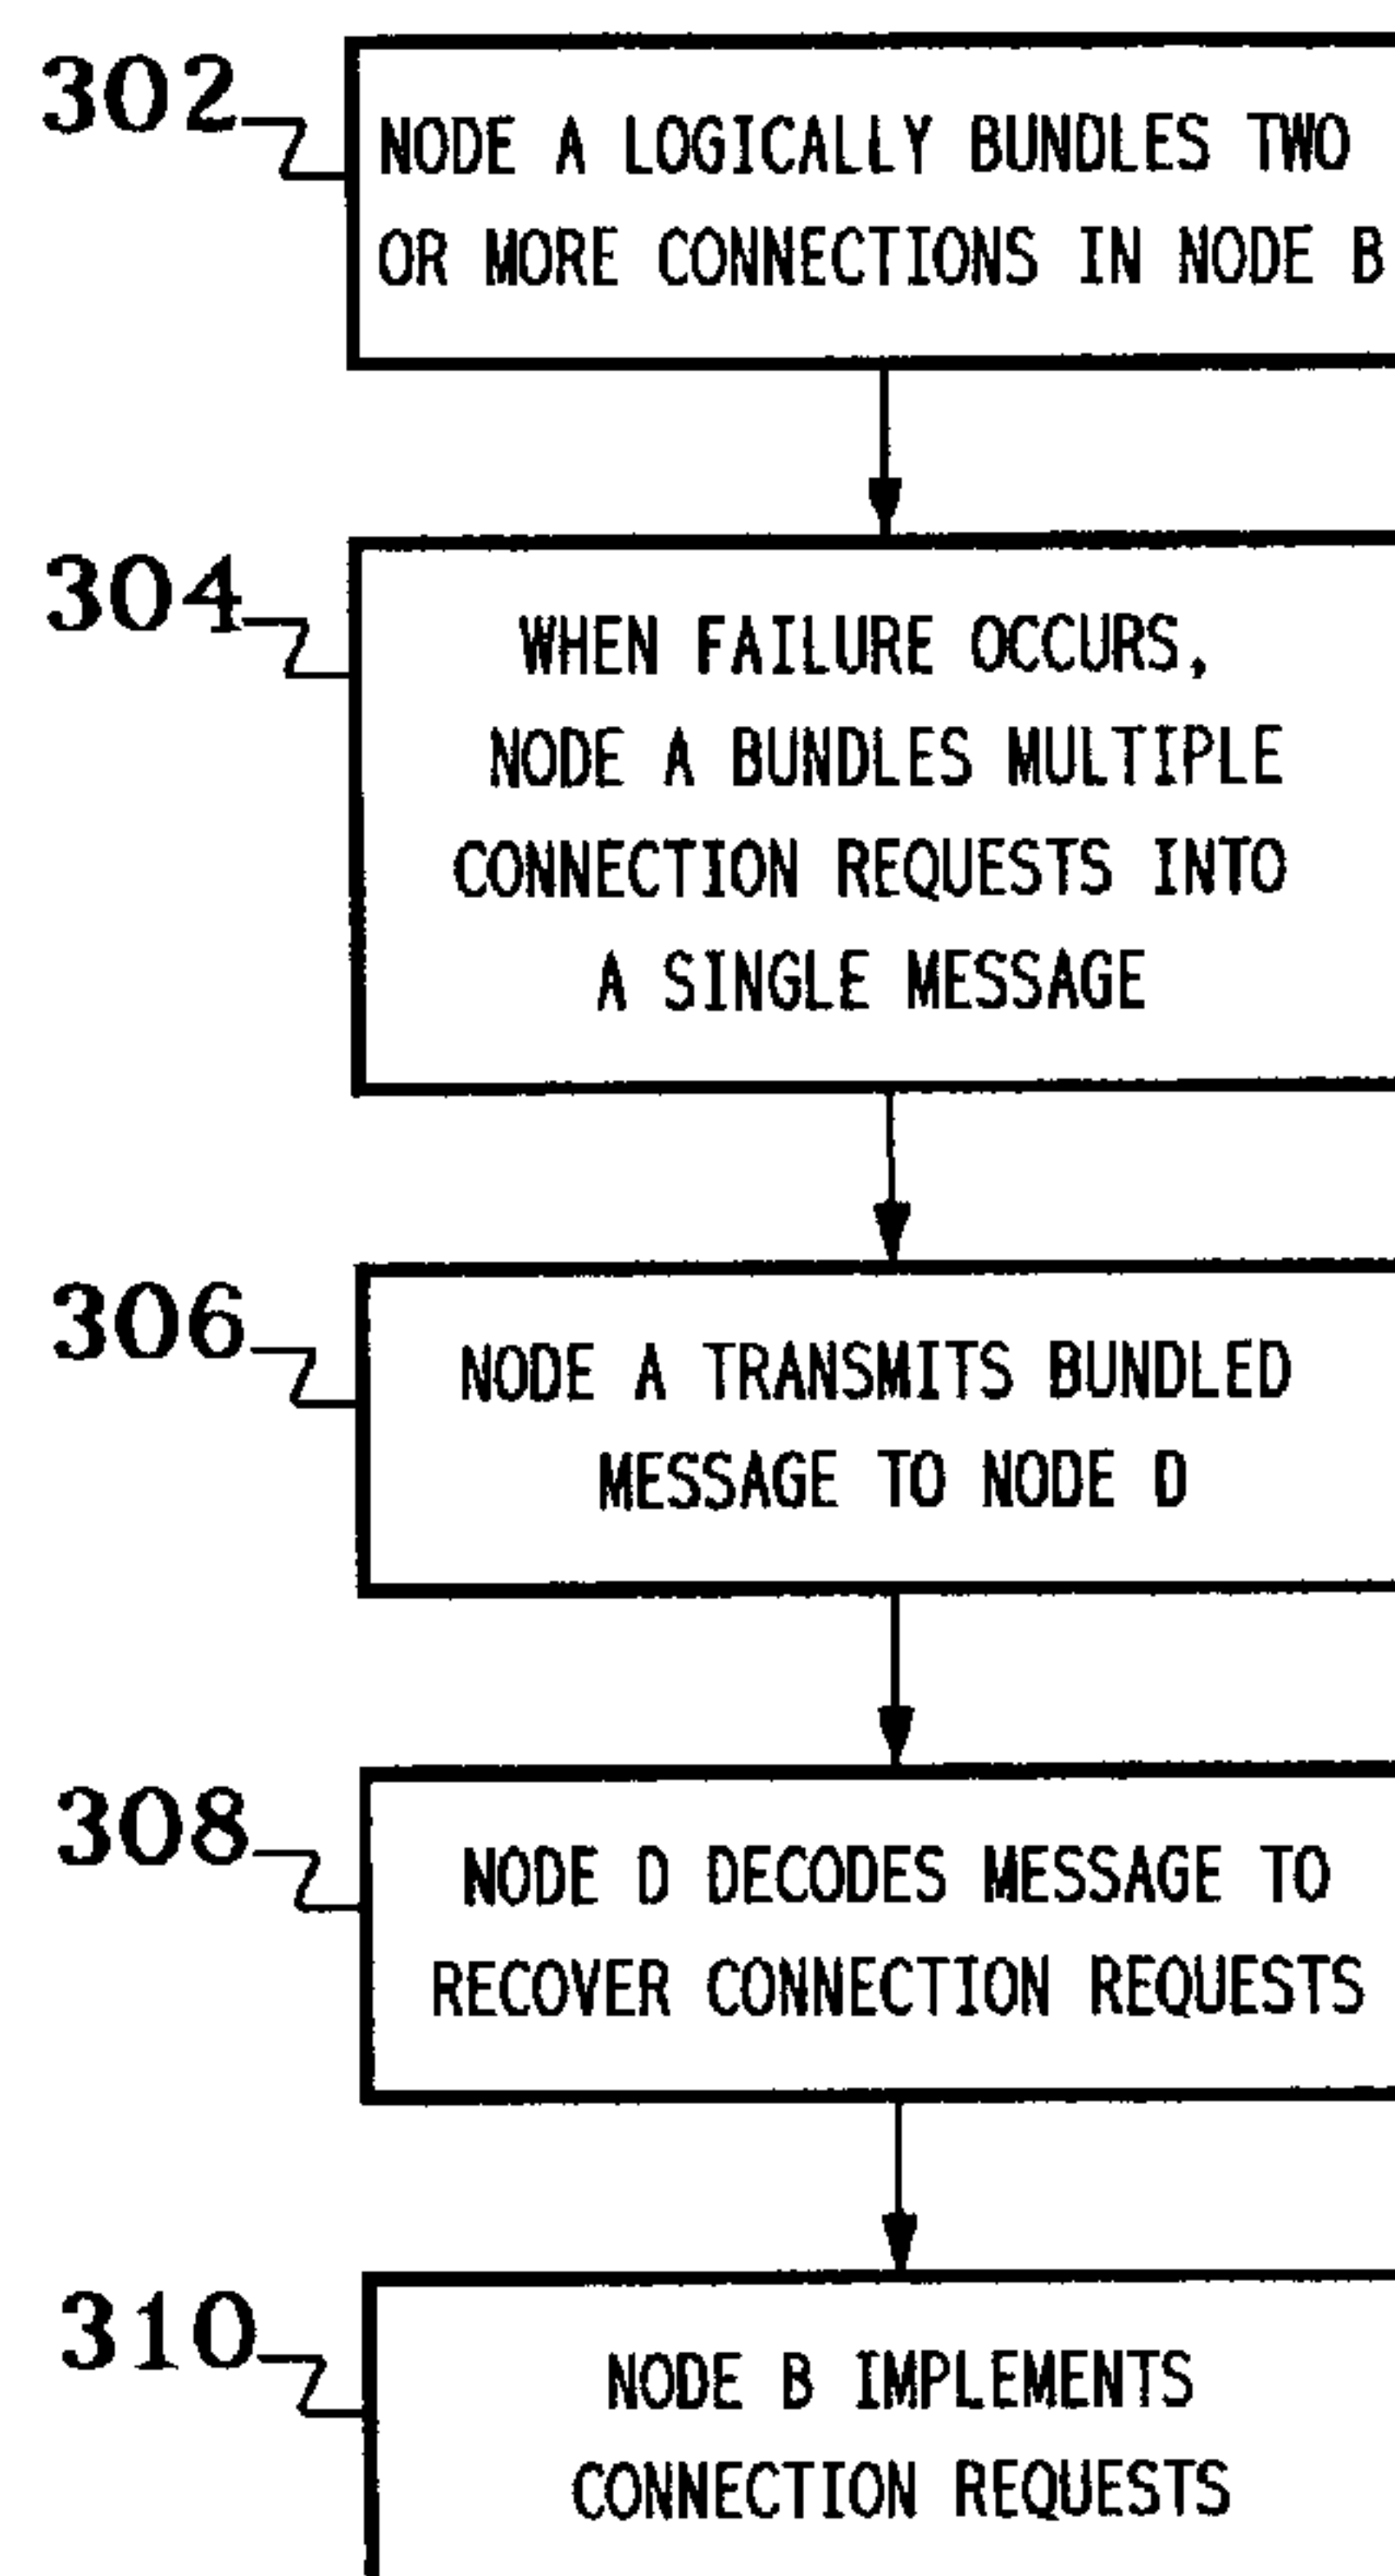 302
NODE A LOGICALLY BUNDLES TWO
OR MORE CONNECTIONS IN NODE B
304
WHEN FAILURE OCCURS,
NODE A BUNDLES MULTIPLE
CONNECTION REQUESTS INTO
A SINGLE MESSAGE
306
NODE A TRANSMITS BUNDLED
MESSAGE TO NODE D
308
NODE D DECODES MESSAGE TO
RECOVER CONNECTION REQUESTS
310
NODE B IMPLEMENTS
CONNECTION REQUESTS